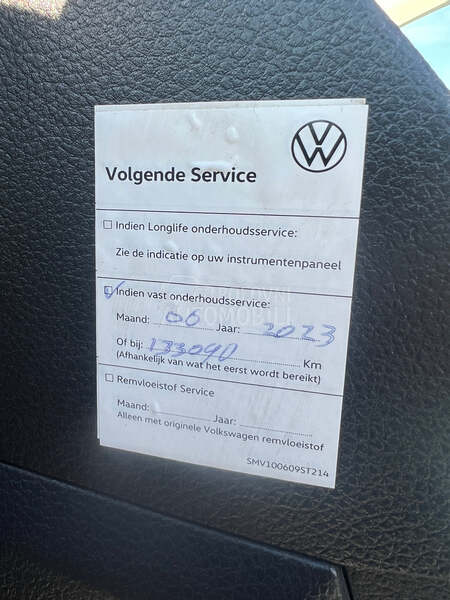 Volgende Service
☐ Indien Longlife onderhoudsservice:
Zie de indicatie op uw instrumentenpaneel
☑ Indien vast onderhoudsservice:
Maand: 06 Jaar: 2023
Of bij: 133090 Km
(Afhankelijk van wat het eerst wordt bereikt)
☐ Remvloeistof Service
Maand: Jaar:
Alleen met originele Volkswagen remvloeistof
SMV100609ST214